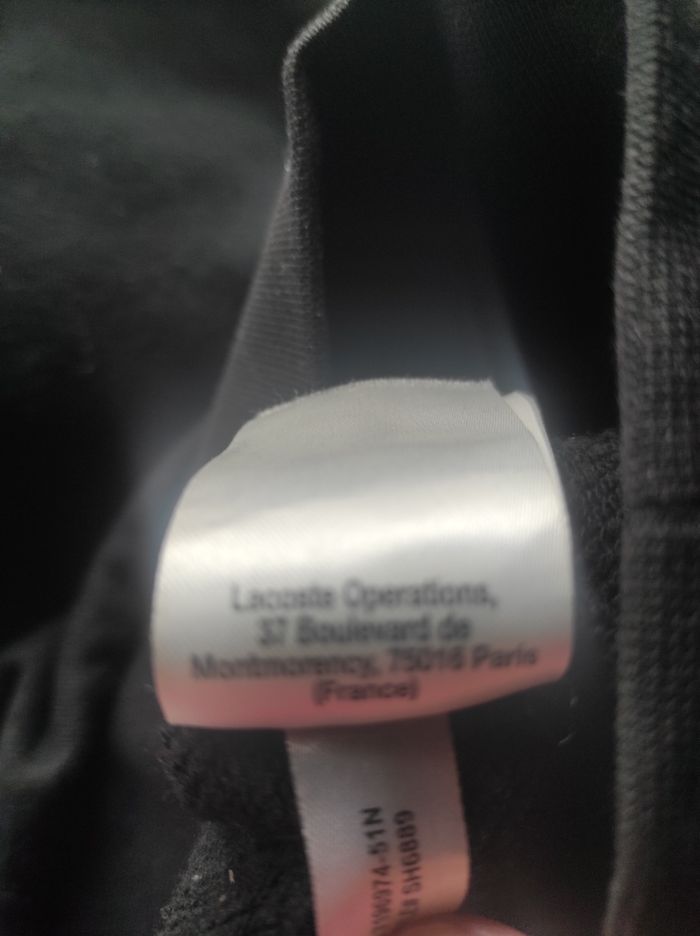 Lacoste Operations,
37 Boulevard de
Montmorency, 75016 Paris
(France)
SH6889